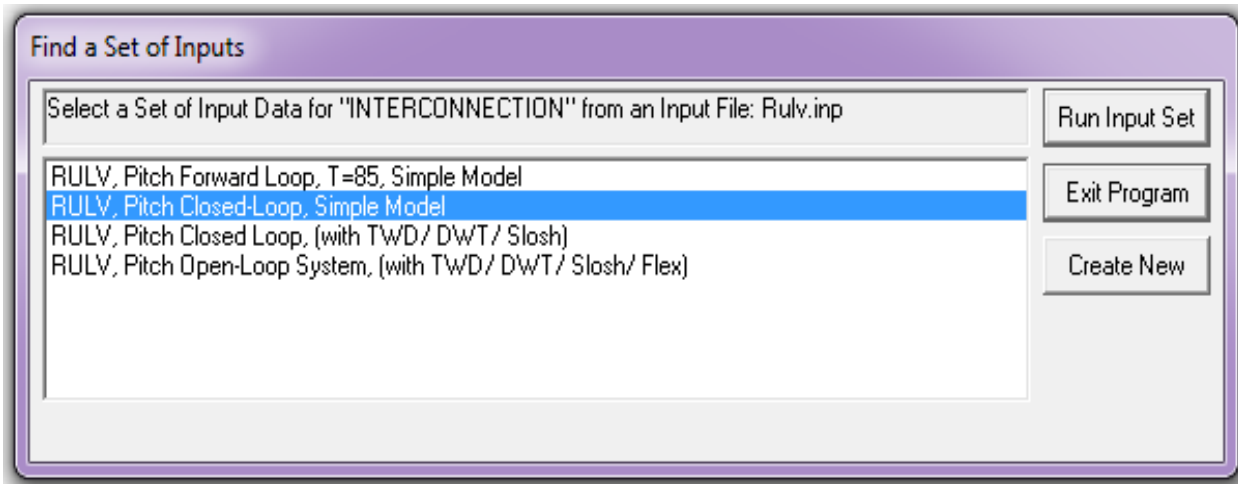 Find a Set of Inputs
Select a Set of Input Data for "INTERCONNECTION" from an Input File: Rulv.inp
Run Input Set
RULV, Pitch Forward Loop, T=85, Simple Model
RULV, Pitch Closed-Loop, Simple Model
RULV, Pitch Closed Loop, (with TWD/ DWT/ Slosh)
RULV, Pitch Open-Loop System, (with TWD/ DWT/ Slosh/ Flex)
Exit Program
Create New